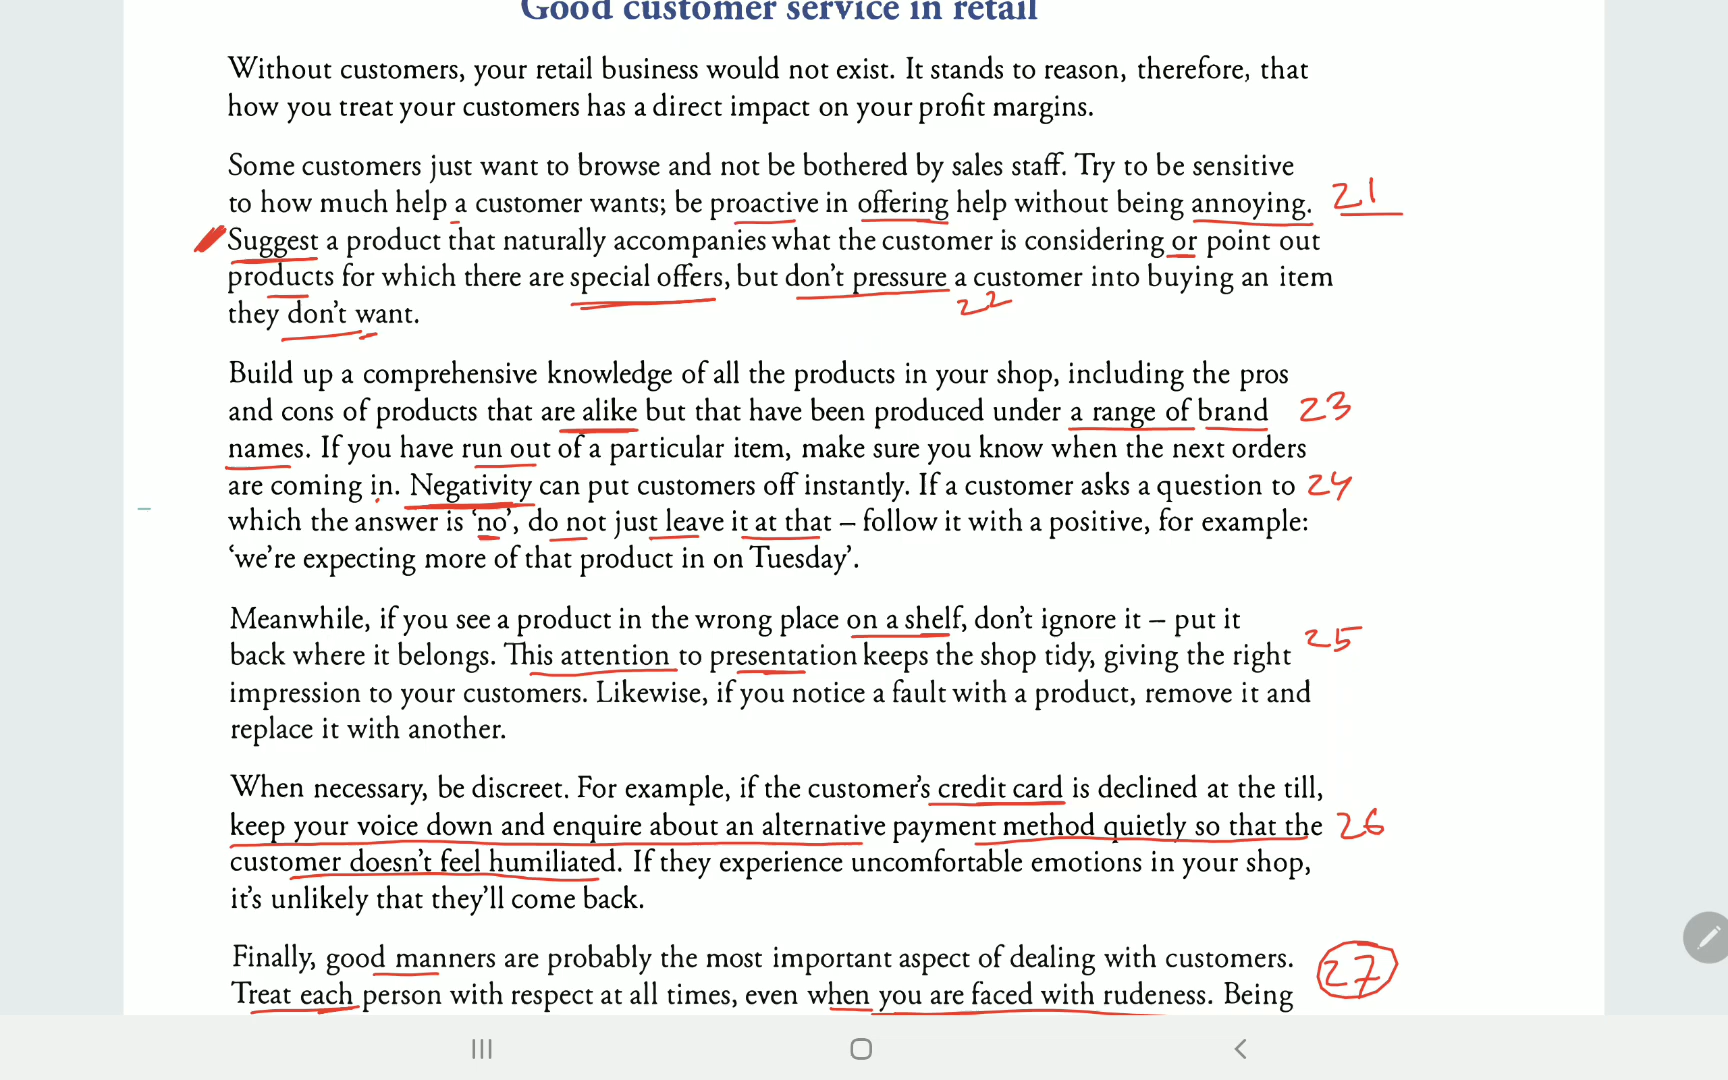 Good customer service in retail
Without customers, your retail business would not exist. It stands to reason, therefore, that
how you treat your customers has a direct impact on your profit margins.
Some customers just want to browse and not be bothered by sales staff. Try to be sensitive
to how much help a customer wants; be proactive in offering help without being annoying. 21
Suggest a product that naturally accompanies what the customer is considering or point out
products for which there are special offers, but don't pressure a customer into buying an item
22
they don't want.
Build up a comprehensive knowledge of all the products in your shop, including the pros
and cons of products that are alike but that have been produced under a range of brand 23
names. If you have run out of a particular item, make sure you know when the next orders
are coming in. Negativity can put customers off instantly. If a customer asks a question to 24
which the answer is ‘no’, do not just leave it at that – follow it with a positive, for example:
‘we’re expecting more of that product in on Tuesday’.
Meanwhile, if you see a product in the wrong place on a shelf, don’t ignore it – put it 25
back where it belongs. This attention to presentation keeps the shop tidy, giving the right
impression to your customers. Likewise, if you notice a fault with a product, remove it and
replace it with another.
When necessary, be discreet. For example, if the customer’s credit card is declined at the till,
keep your voice down and enquire about an alternative payment method quietly so that the 26
customer doesn’t feel humiliated. If they experience uncomfortable emotions in your shop,
it’s unlikely that they’ll come back.
Finally, good manners are probably the most important aspect of dealing with customers. 27
Treat each person with respect at all times, even when you are faced with rudeness. Being